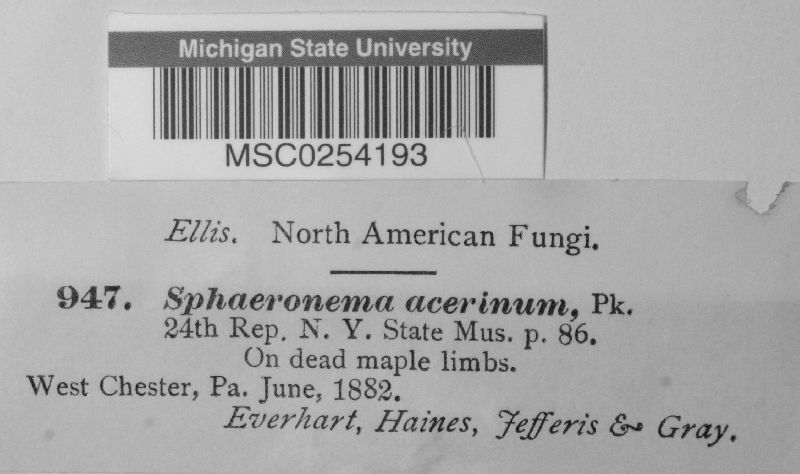 Michigan State University
MSC0254193
Ellis. North American Fungi.
947. Sphaeronema acerinum, Pk.
24th Rep. N. Y. State Mus. p. 86.
On dead maple limbs.
West Chester, Pa. June, 1882.
Everhart, Haines, Jefferis & Gray.